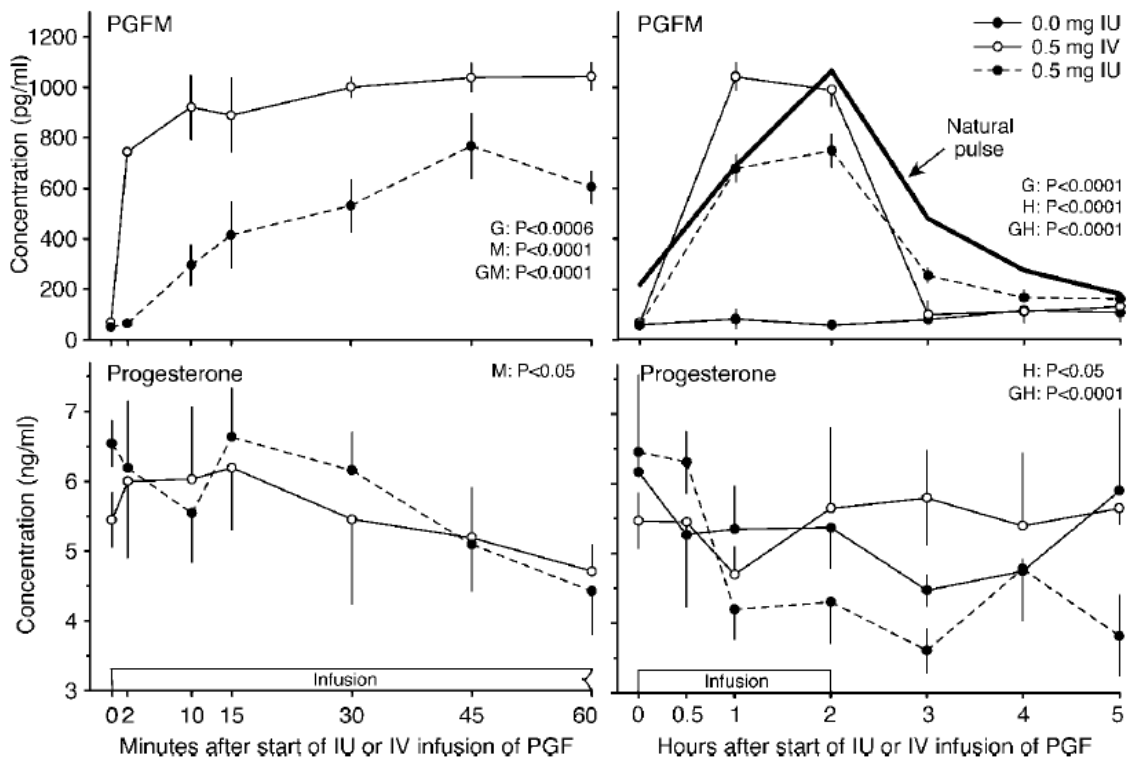 PGFM
1200
1000
800
600
400
200
0
Concentration (pg/ml)
G: P<0.0006
M: P<0.0001
GM: P<0.0001
PGFM
0.0 mg IU
0.5 mg IV
0.5 mg IU
Natural
pulse
G: P<0.0001
H: P<0.0001
GH: P<0.0001
Progesterone
M: P<0.05
7
6
5
4
3
Concentration (ng/ml)
Infusion
0 2 10 15 30 45 60
Minutes after start of IU or IV infusion of PGF
Progesterone
H: P<0.05
GH: P<0.0001
Infusion
0 0.5 1 2 3 4 5
Hours after start of IU or IV infusion of PGF